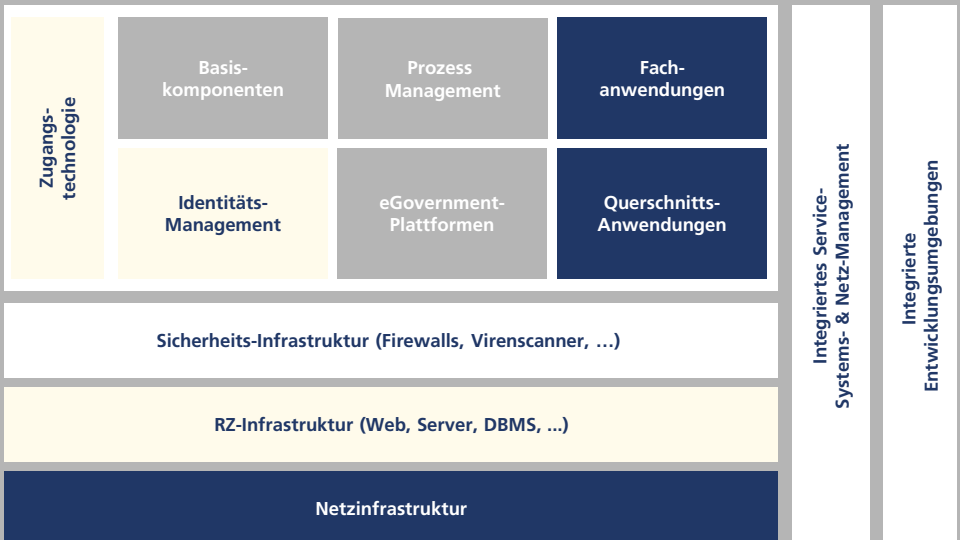 Zugangs-
technologie
Basis-
komponenten
Prozess
Management
Fach-
anwendungen
Identitäts-
Management
eGovernment-
Plattformen
Querschnitts-
Anwendungen
Sicherheits-Infrastruktur (Firewalls, Virenscanner, …)
RZ-Infrastruktur (Web, Server, DBMS, ...)
Netzinfrastruktur
Integriertes Service-
Systems- & Netz-Management
Integrierte
Entwicklungsumgebungen